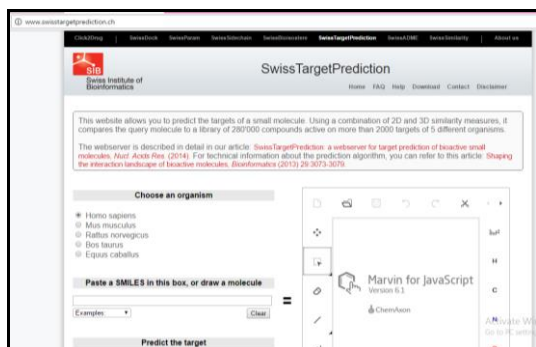 www.swisstargetprediction.ch
Click2Drug | SwissDock SwissParam SwissSidechain SwissBioisostere SwissTargetPrediction SwissADME SwissSimilarity | About us
SIB
Swiss Institute of
Bioinformatics
SwissTargetPrediction
Home FAQ Help Download Contact Disclaimer
This website allows you to predict the targets of a small molecule. Using a combination of 2D and 3D similarity measures, it
compares the query molecule to a library of 280'000 compounds active on more than 2000 targets of 5 different organisms.
The webserver is described in detail in our article: SwissTargetPrediction: a webserver for target prediction of bioactive small
molecules, Nucl. Acids Res. (2014). For technical information about the prediction algorithm, you can refer to this article: Shaping
the interaction landscape of bioactive molecules, Bioinformatics (2013) 29:3073-3079.
Choose an organism
Homo sapiens
Mus musculus
Rattus norvegicus
Bos taurus
Equus caballus
Paste a SMILES in this box, or draw a molecule
Examples Clear
=
Predict the target
Marvin for JavaScript
Version 6.1
ChemAxon
H
C
N
Activate Wi
Go to PC settin